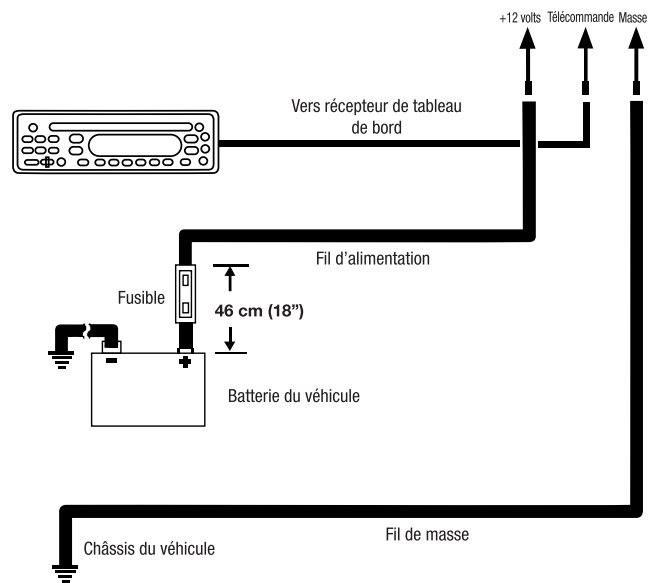 +12 volts Télécommande Masse
Vers récepteur de tableau
de bord
Fil d’alimentation
Fusible
46 cm (18”)
Batterie du véhicule
Fil de masse
Châssis du véhicule